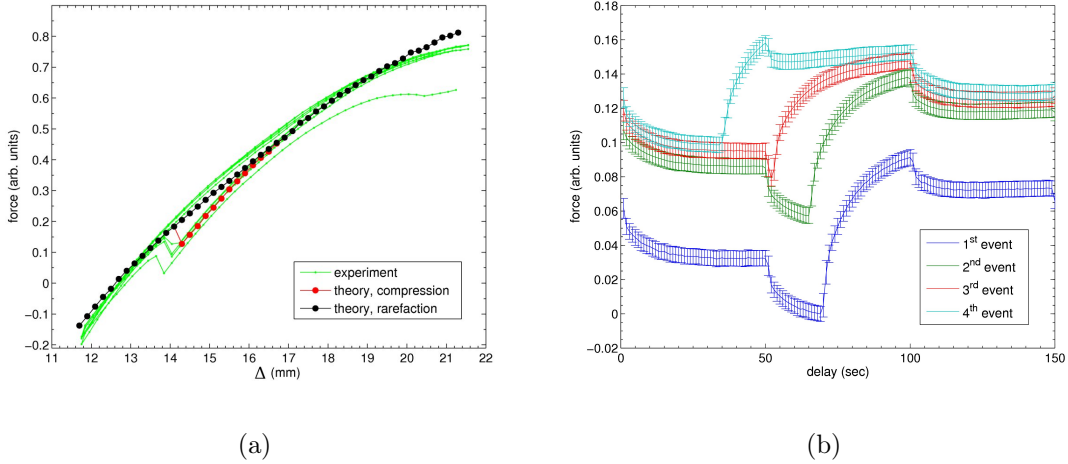 0.8
0.7
0.6
0.5
0.4
0.3
0.2
0.1
0
−0.1
−0.2
force (arb. units)
11 12 13 14 15 16 17 18 19 20 21 22
Δ (mm)
experiment
theory, compression
theory, rarefaction
(a)
0.18
0.16
0.14
0.12
0.1
0.08
0.06
0.04
0.02
0
−0.02
force (arb. units)
0 50 100 150
delay (sec)
1st event
2nd event
3rd event
4th event
(b)